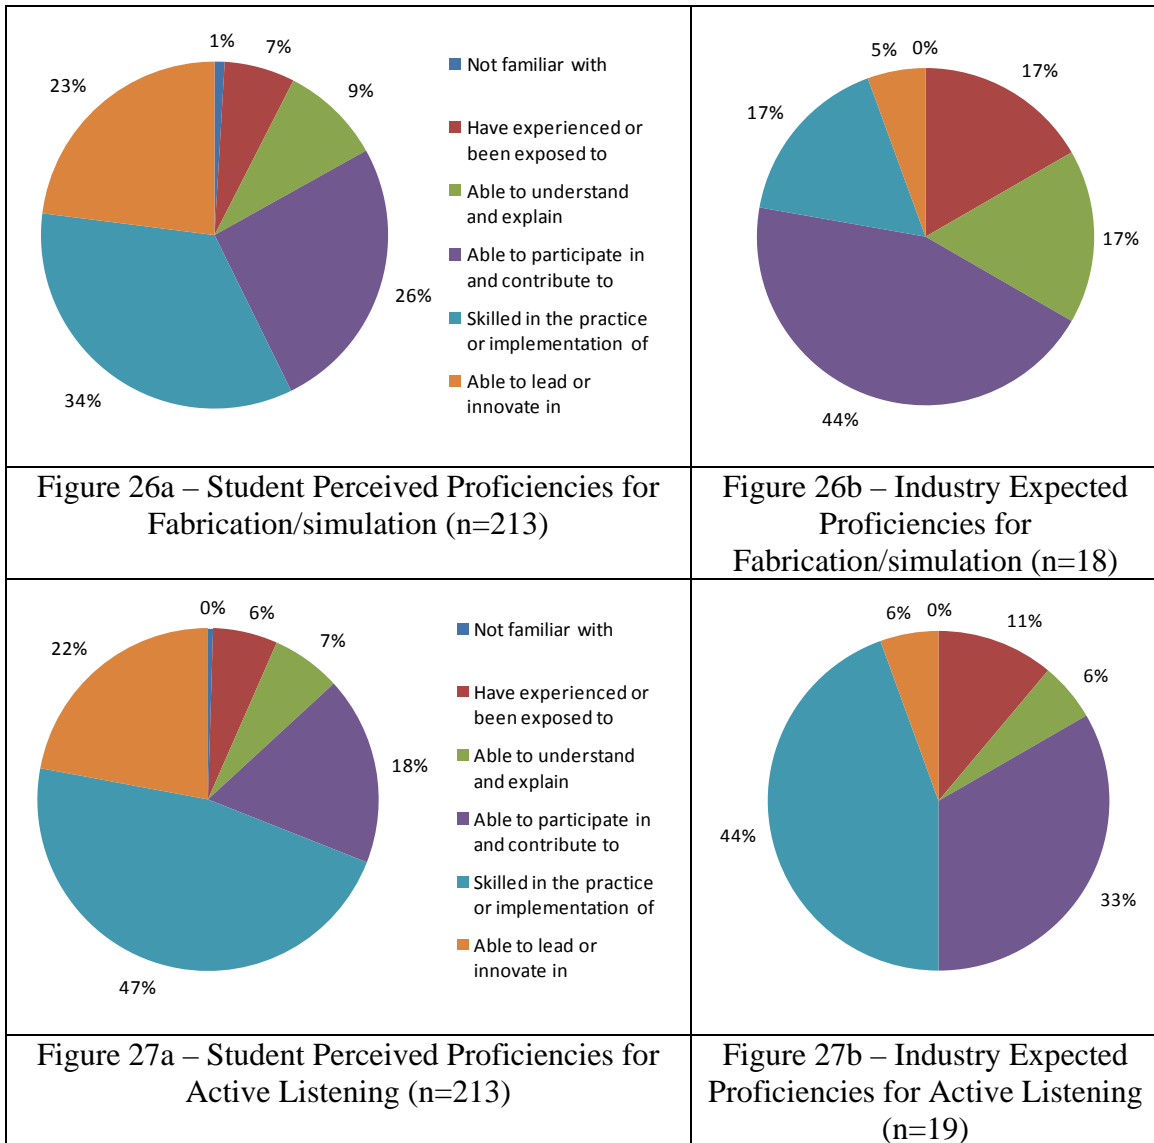 1%
7%
9%
26%
34%
23%
Not familiar with
Have experienced or
been exposed to
Able to understand
and explain
Able to participate in
and contribute to
Skilled in the practice
or implementation of
Able to lead or
innovate in
5%
0%
17%
17%
44%
17%
Figure 26a – Student Perceived Proficiencies for
Fabrication/simulation (n=213)
Figure 26b – Industry Expected
Proficiencies for
Fabrication/simulation (n=18)
0%
6%
7%
18%
47%
22%
Not familiar with
Have experienced or
been exposed to
Able to understand
and explain
Able to participate in
and contribute to
Skilled in the practice
or implementation of
Able to lead or
innovate in
6%
0%
11%
6%
33%
44%
Figure 27a – Student Perceived Proficiencies for
Active Listening (n=213)
Figure 27b – Industry Expected
Proficiencies for Active Listening
(n=19)